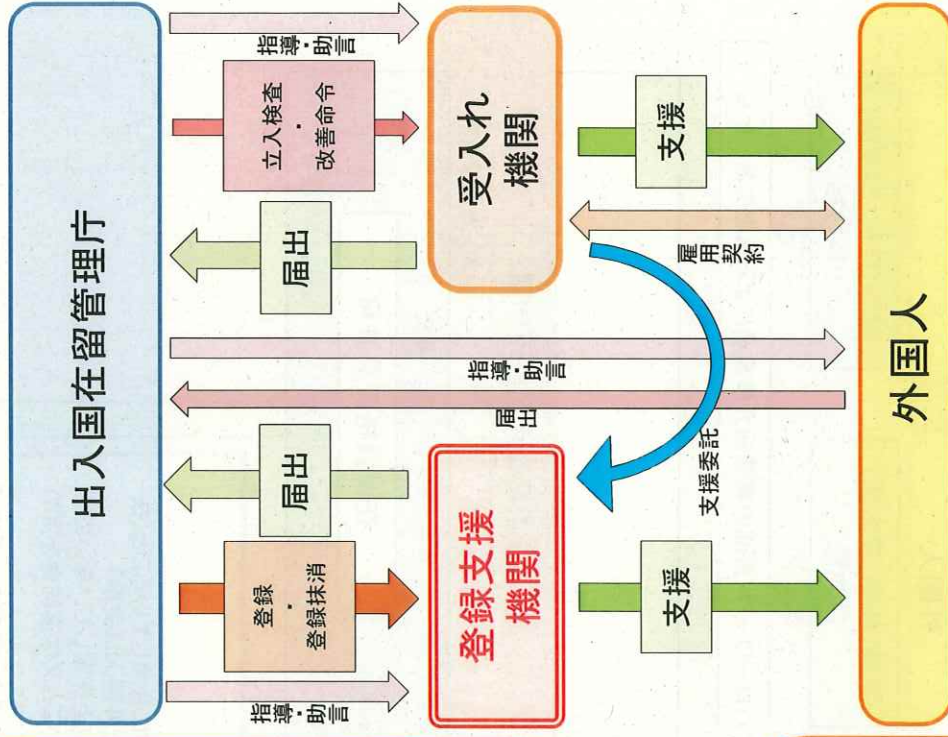 出入国在留管理庁
指導・助言
登録
・
登録抹消
届出
届出
指導・助言
届出
立入検査
・
改善命令
指導・助言
登録支援
機関
受入れ
機関
支援
支援委託
雇用
契約
支援
外国人